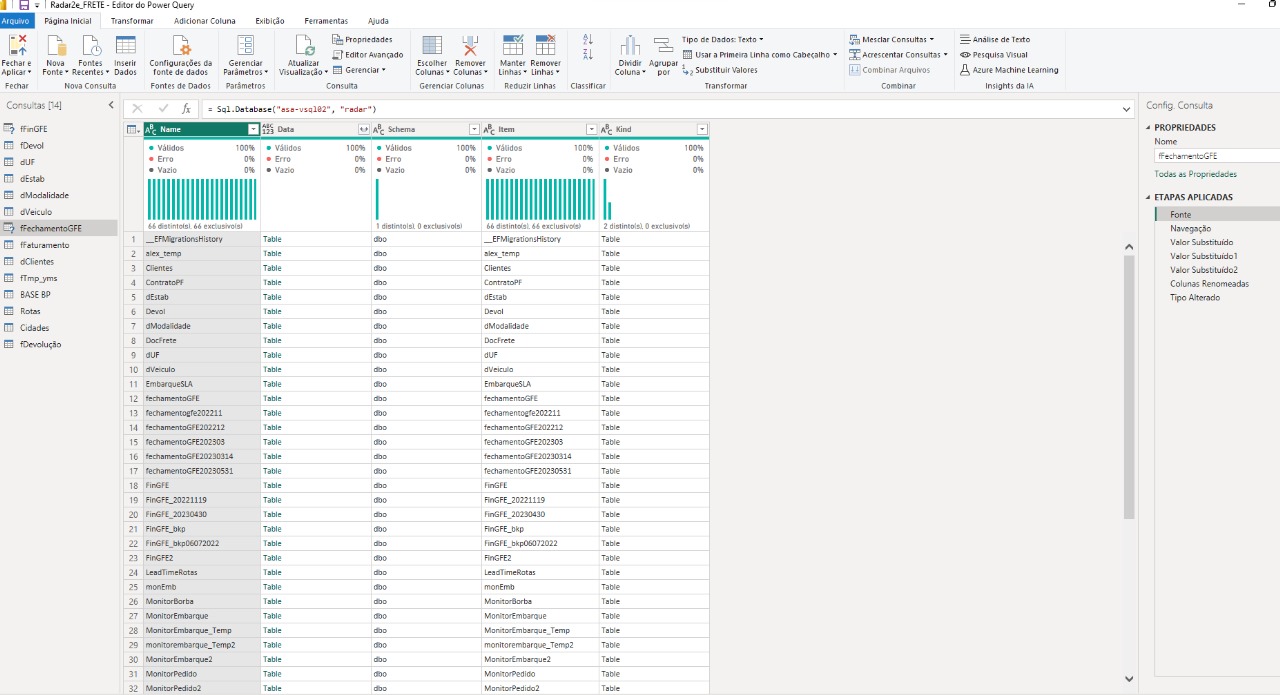 Radar2e_FRETE - Editor do Power Query
Arquivo Página Inicial Transformar Adicionar Coluna Exibição Ferramentas Ajuda
Fechar e Aplicar
Nova Fonte
Fontes Recentes
Inserir Dados
Configurações da fonte de dados
Gerenciar Parâmetros
Atualizar Visualização
Propriedades
Editor Avançado
Gerenciar
Escolher Colunas
Remover Colunas
Manter Linhas
Remover Linhas
Dividir Coluna
Agrupar por
Tipo de Dados: Texto
Usar a Primeira Linha como Cabeçalho
Substituir Valores
Mesclar Consultas
Acrescentar Consultas
Combinar Arquivos
Análise de Texto
Pesquisa Visual
Azure Machine Learning
Fechar Nova Consulta Fontes de Dados Parâmetros Consulta Gerenciar Colunas Reduzir Linhas Classificar Transformar Combinar Insights da IA
Consultas [14]
fFinGFE
fDevol
dUF
dEstab
dModalidade
dVeiculo
fFechamentoGFE
fFaturamento
dClientes
fTmp_yms
BASE BP
Rotas
Cidades
fDevolução
fx = Sql.Database("asa-vsql02", "radar")
Name Data Schema Item Kind
Válidos 100% Válidos 100% Válidos 100% Válidos 100% Válidos 100%
Erro 0% Erro 0% Erro 0% Erro 0% Erro 0%
Vazio 0% Vazio 0% Vazio 0% Vazio 0% Vazio 0%
66 distinto(s), 66 exclusivo(s) 1 distinto(s), 0 exclusivo(s) 66 distinto(s), 66 exclusivo(s) 2 distinto(s), 0 exclusivo(s)
1 __EFMigrationsHistory Table dbo __EFMigrationsHistory Table
2 alex_temp Table dbo alex_temp Table
3 Clientes Table dbo Clientes Table
4 ContratoPF Table dbo ContratoPF Table
5 dEstab Table dbo dEstab Table
6 Devol Table dbo Devol Table
7 dModalidade Table dbo dModalidade Table
8 DocFrete Table dbo DocFrete Table
9 dUF Table dbo dUF Table
10 dVeiculo Table dbo dVeiculo Table
11 EmbarqueSLA Table dbo EmbarqueSLA Table
12 fechamentoGFE Table dbo fechamentoGFE Table
13 fechamentogfe202211 Table dbo fechamentogfe202211 Table
14 fechamentoGFE202212 Table dbo fechamentoGFE202212 Table
15 fechamentoGFE202303 Table dbo fechamentoGFE202303 Table
16 fechamentoGFE20230314 Table dbo fechamentoGFE20230314 Table
17 fechamentoGFE20230531 Table dbo fechamentoGFE20230531 Table
18 FinGFE Table dbo FinGFE Table
19 FinGFE_20221119 Table dbo FinGFE_20221119 Table
20 FinGFE_20230430 Table dbo FinGFE_20230430 Table
21 FinGFE_bkp Table dbo FinGFE_bkp Table
22 FinGFE_bkp06072022 Table dbo FinGFE_bkp06072022 Table
23 FinGFE2 Table dbo FinGFE2 Table
24 LeadTimeRotas Table dbo LeadTimeRotas Table
25 monEmb Table dbo monEmb Table
26 MonitorBorba Table dbo MonitorBorba Table
27 MonitorEmbarque Table dbo MonitorEmbarque Table
28 MonitorEmbarque_Temp Table dbo MonitorEmbarque_Temp Table
29 monitorembarque_Temp2 Table dbo monitorembarque_Temp2 Table
30 MonitorEmbarque2 Table dbo MonitorEmbarque2 Table
31 MonitorPedido Table dbo MonitorPedido Table
32 MonitorPedido2 Table dbo MonitorPedido2 Table
Config. Consulta
PROPRIEDADES
Nome
fFechamentoGFE
Todas as Propriedades
ETAPAS APLICADAS
Fonte
Navegação
Valor Substituído
Valor Substituído1
Valor Substituído2
Colunas Renomeadas
Tipo Alterado